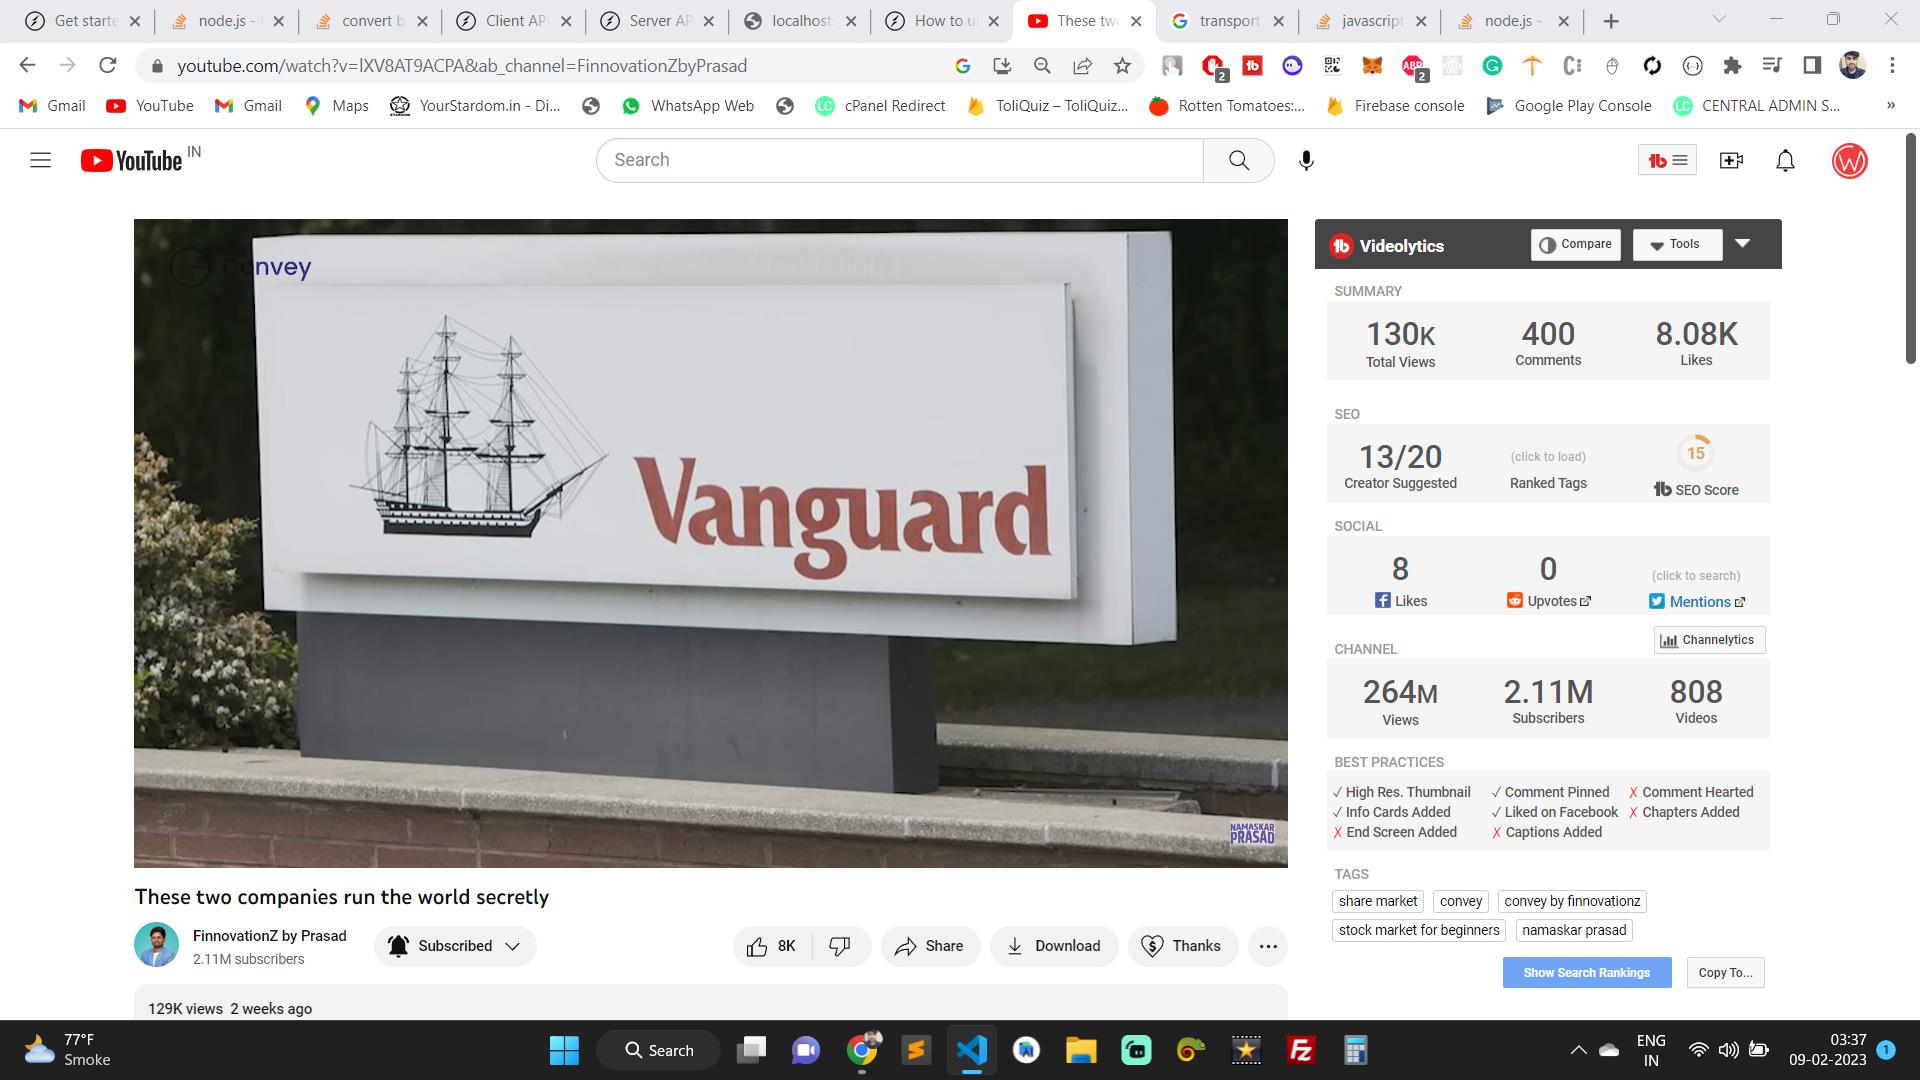 Get starte
node.js -
convert b
Client AP
Server AP
localhost
How to u
These two
transport
javascript
node.js -
youtube.com/watch?v=IXV8AT9ACPA&ab_channel=FinnovationZbyPrasad
2
2
Gmail
YouTube
Gmail
Maps
YourStardom.in - Di...
WhatsApp Web
cPanel Redirect
ToliQuiz – ToliQuiz...
Rotten Tomatoes:...
Firebase console
Google Play Console
CENTRAL ADMIN S...
»
YouTube IN
Search
Convey
Vanguard
NAMASKAR
PRASAD
These two companies run the world secretly
FinnovationZ by Prasad
2.11M subscribers
Subscribed
8K
Share
Download
Thanks
129K views 2 weeks ago
Videolytics
Compare
Tools
SUMMARY
130K 400 8.08K
Total Views Comments Likes
SEO
13/20 (click to load) 15
Creator Suggested Ranked Tags SEO Score
SOCIAL
8 0 (click to search)
Likes Upvotes Mentions
CHANNEL Channelytics
264M 2.11M 808
Views Subscribers Videos
BEST PRACTICES
✓ High Res. Thumbnail ✓ Comment Pinned ✗ Comment Hearted
✓ Info Cards Added ✓ Liked on Facebook ✗ Chapters Added
✗ End Screen Added ✗ Captions Added
TAGS
share market convey convey by finnovationz
stock market for beginners namaskar prasad
Show Search Rankings Copy To...
77°F
Smoke
Search
ENG
IN
03:37
09-02-2023
1